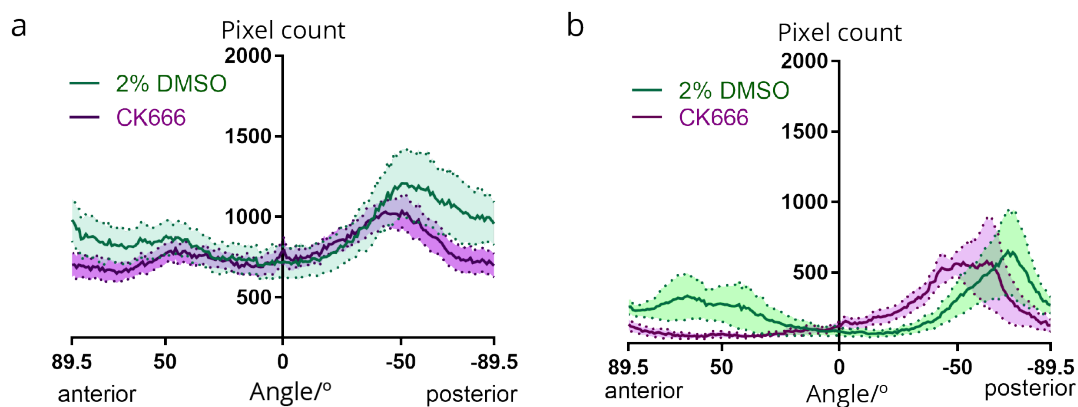 a
Pixel count
2000
2% DMSO
CK666
1500
1000
500
89.5 50 0 -50 -89.5
anterior Angle/º posterior
b
Pixel count
2000
2% DMSO
CK666
1500
1000
500
89.5 50 0 -50 -89.5
anterior Angle/º posterior